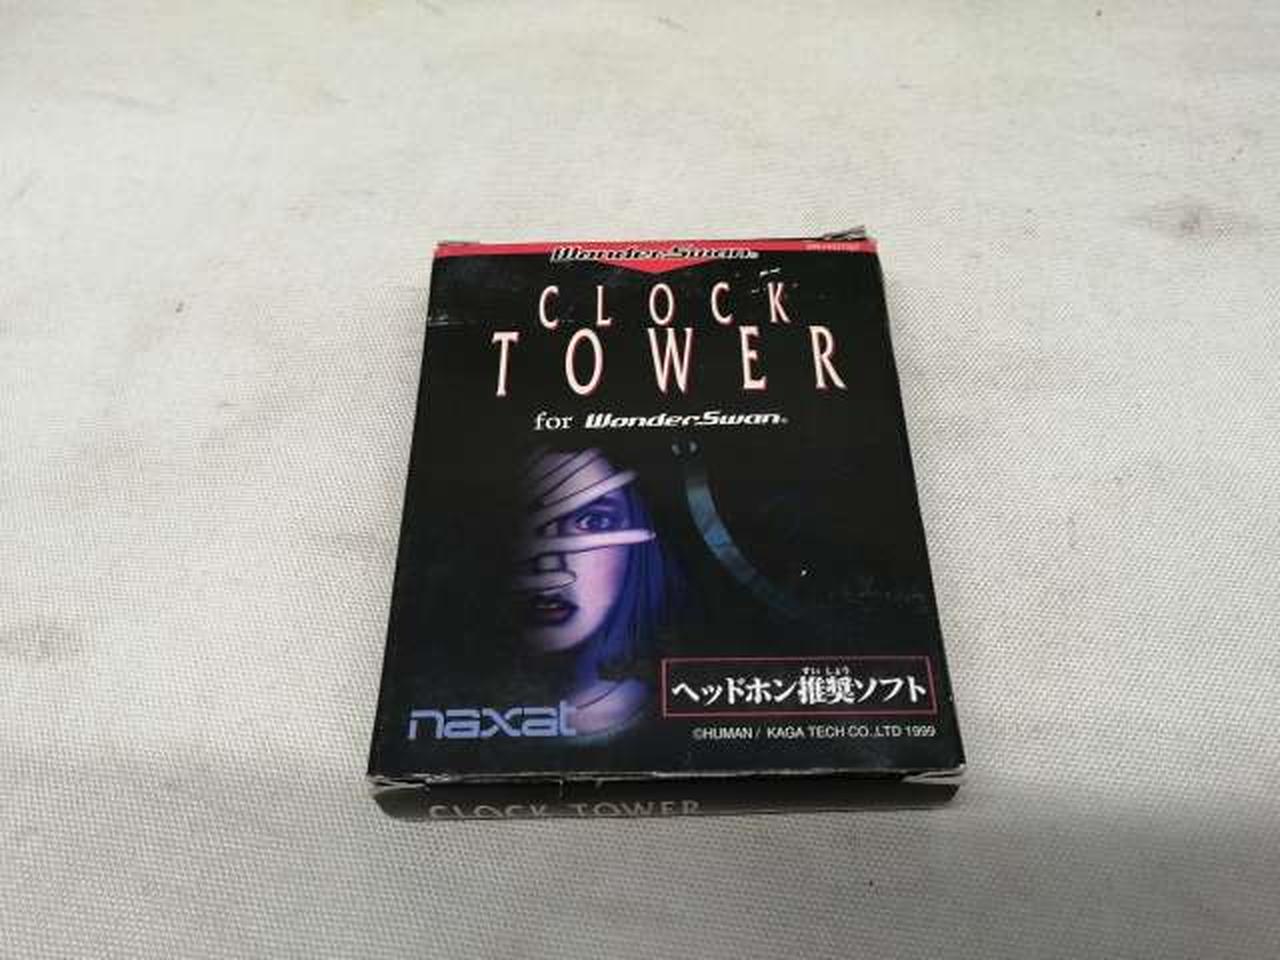 WonderSwan®
CLOCK
TOWER
for WonderSwan®
すい しょう
ヘッドホン推奨ソフト
naxat
©HUMAN / KAGA TECH CO.,LTD 1999
CLOCK TOWER